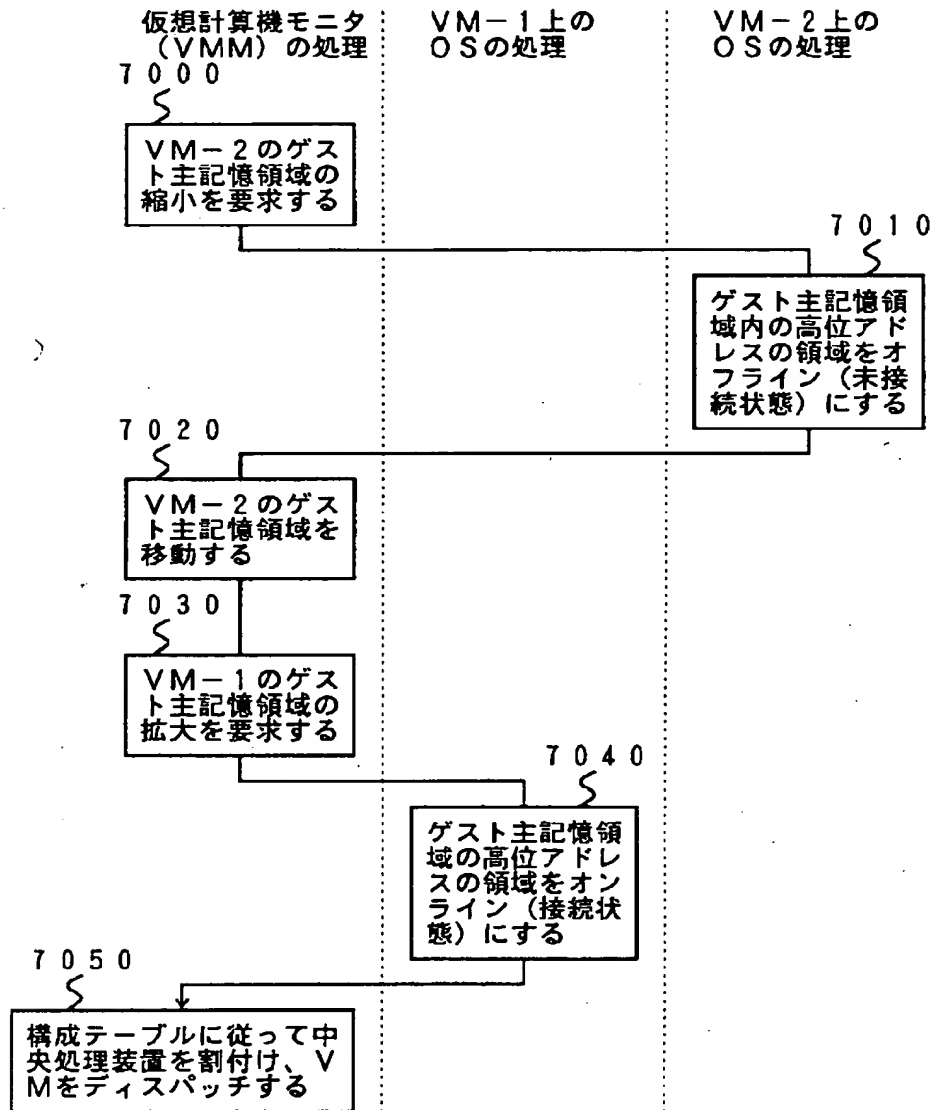 仮想計算機モニタ
（VMM）の処理
VM－1上の
OSの処理
VM－2上の
OSの処理
7000
VM－2のゲス
ト主記憶領域の
縮小を要求する
7010
ゲスト主記憶領
域内の高位アド
レスの領域をオ
フライン（未接
続状態）にする
7020
VM－2のゲス
ト主記憶領域を
移動する
7030
VM－1のゲス
ト主記憶領域の
拡大を要求する
7040
ゲスト主記憶領
域の高位アドレ
スの領域をオン
ライン（接続状
態）にする
7050
構成テーブルに従って中
央処理装置を割付け、V
Mをディスパッチする